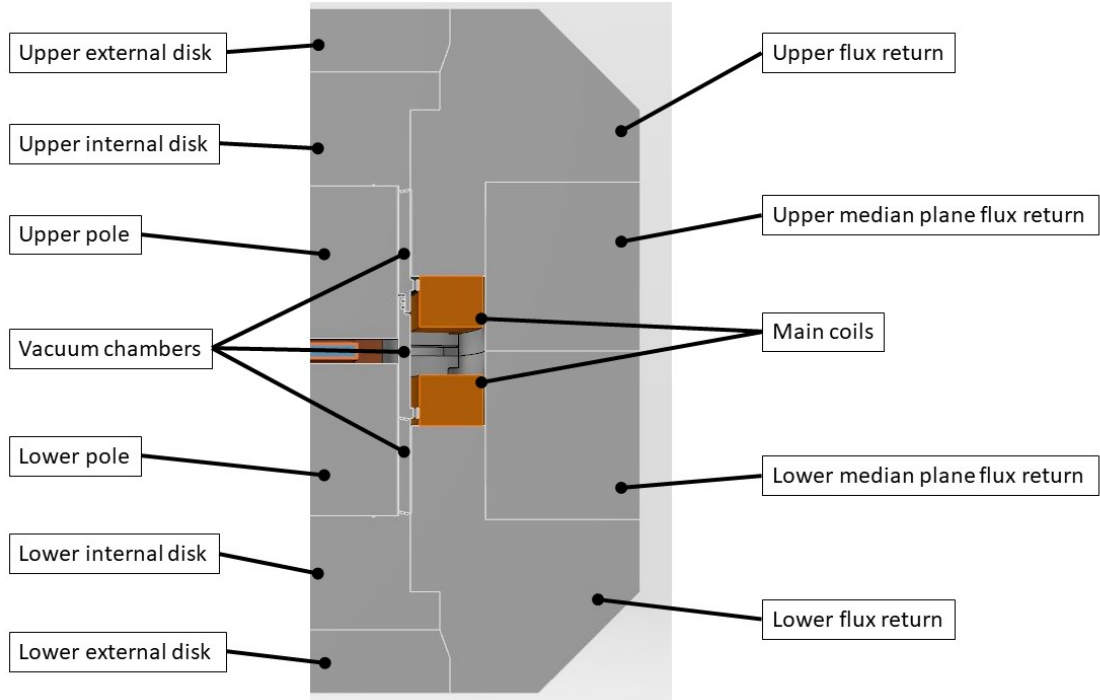 Upper external disk
Upper internal disk
Upper pole
Vacuum chambers
Lower pole
Lower internal disk
Lower external disk
Upper flux return
Upper median plane flux return
Main coils
Lower median plane flux return
Lower flux return